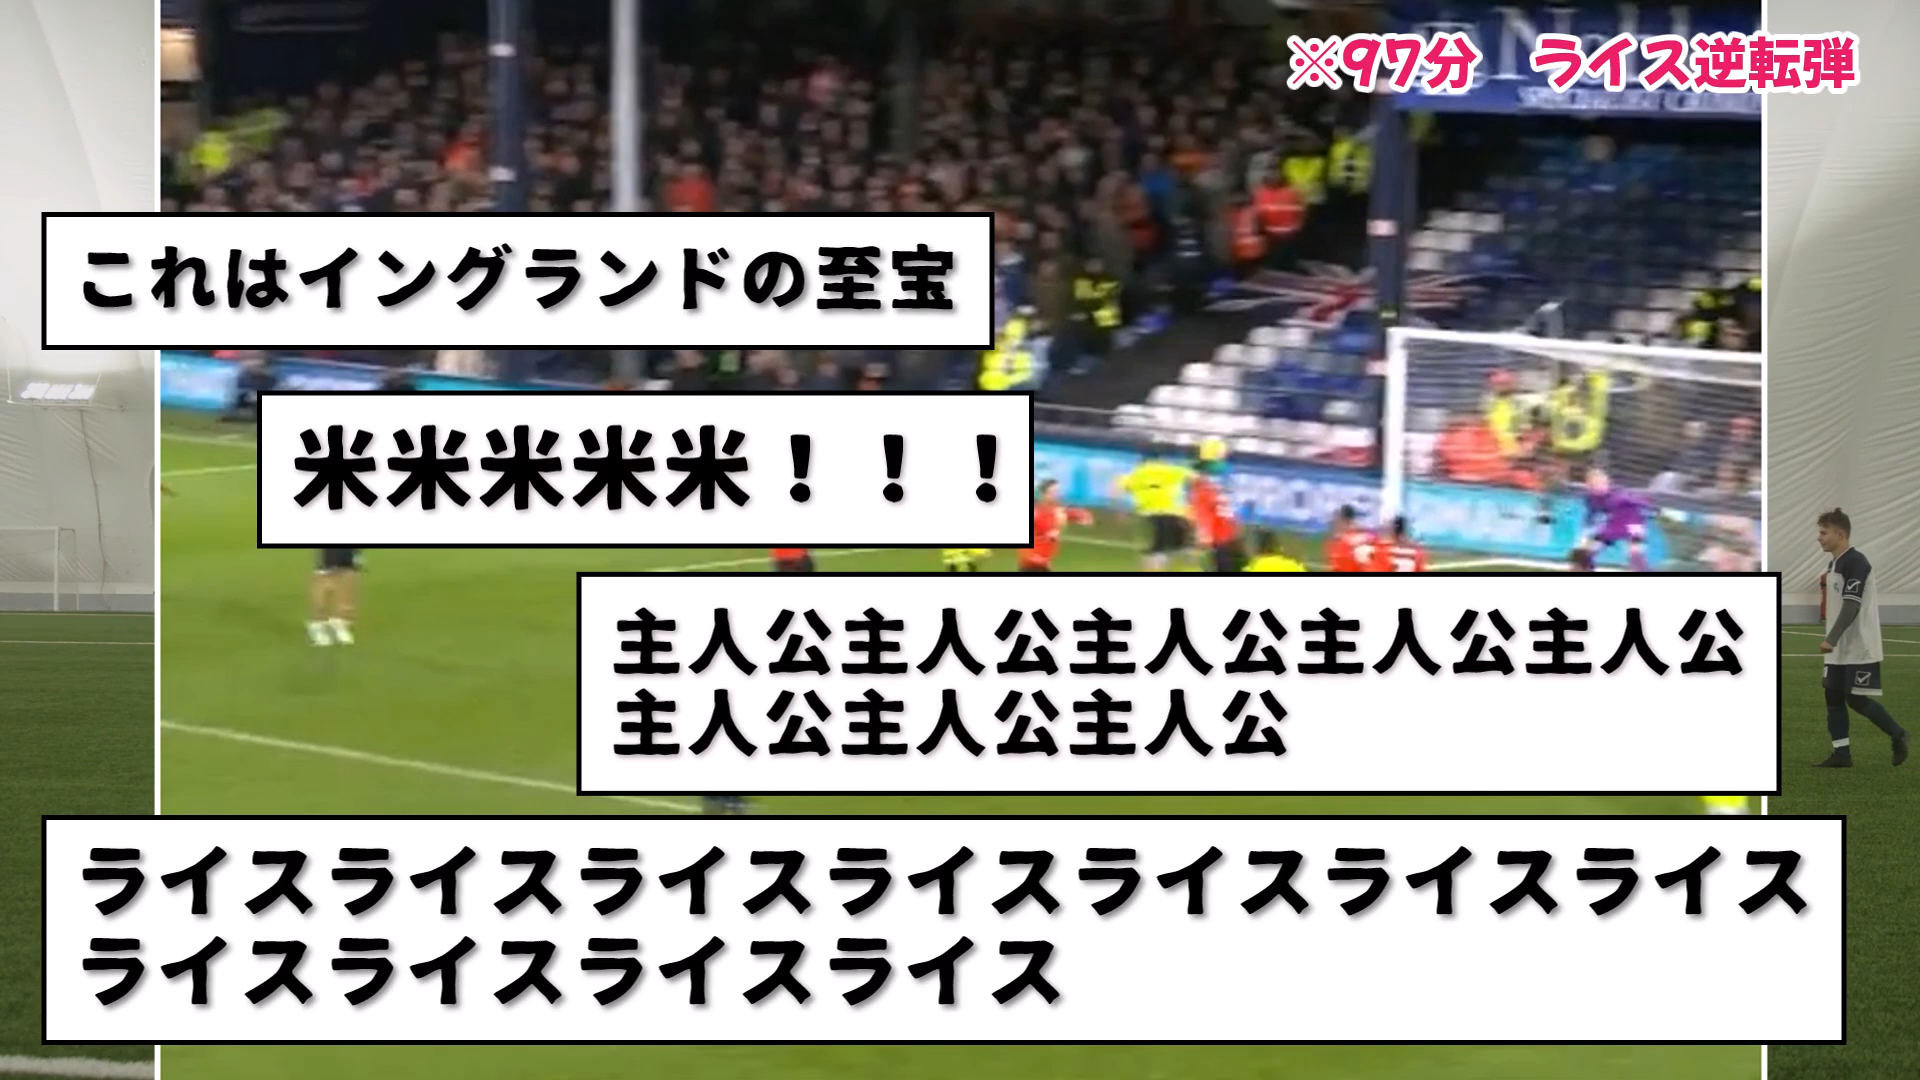 ※97分　ライス逆転弾
これはイングランドの至宝
米米米米米！！！
主人公主人公主人公主人公主人公
主人公主人公主人公
ライスライスライスライスライスライスライス
ライスライスライスライス